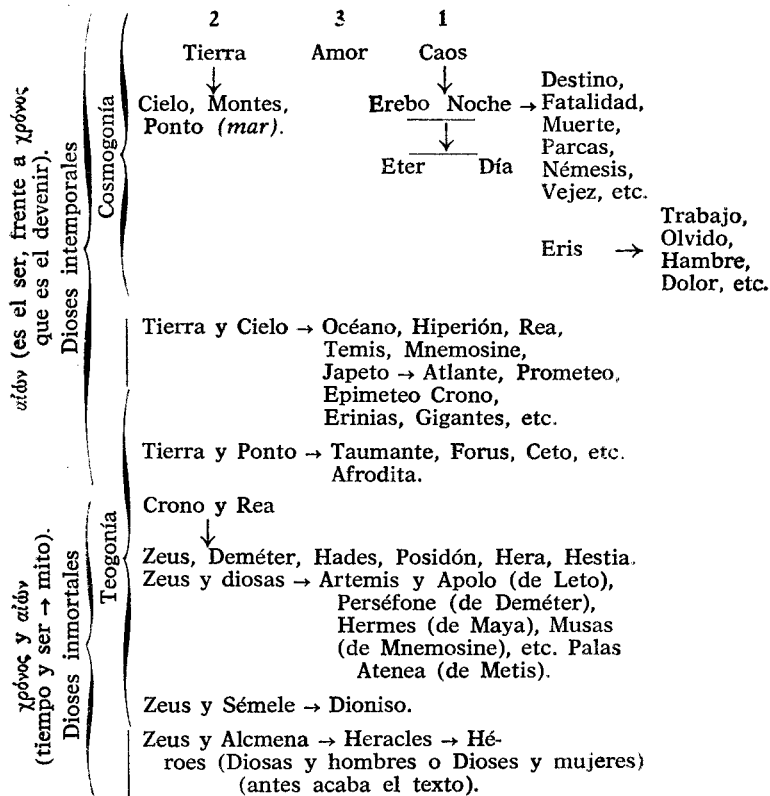 2 3 1
Tierra Amor Caos
↓ ↓
Cielo, Montes,
Ponto (mar).
Erebo Noche →
Destino,
Fatalidad,
Muerte,
Parcas,
Némesis,
Vejez, etc.
↓
Eter Día
Eris →
Trabajo,
Olvido,
Hambre,
Dolor, etc.
αἰών (es el ser, frente a χρόνος
que es el devenir).
Dioses intemporales
Cosmogonía
Tierra y Cielo → Océano, Hiperión, Rea,
Temis, Mnemosine,
Japeto → Atlante, Prometeo,
Epimeteo Crono,
Erinias, Gigantes, etc.
Tierra y Ponto → Taumante, Forus, Ceto, etc.
Afrodita.
χρόνος y αἰών
(tiempo y ser → mito).
Dioses inmortales
Teogonía
Crono y Rea
↓
Zeus, Deméter, Hades, Posidón, Hera, Hestia.
Zeus y diosas → Artemis y Apolo (de Leto),
Perséfone (de Deméter),
Hermes (de Maya), Musas
(de Mnemosine), etc. Palas
Atenea (de Metis).
Zeus y Sémele → Dioniso.
Zeus y Alcmena → Heracles → Hé-
roes (Diosas y hombres o Dioses y mujeres)
(antes acaba el texto).